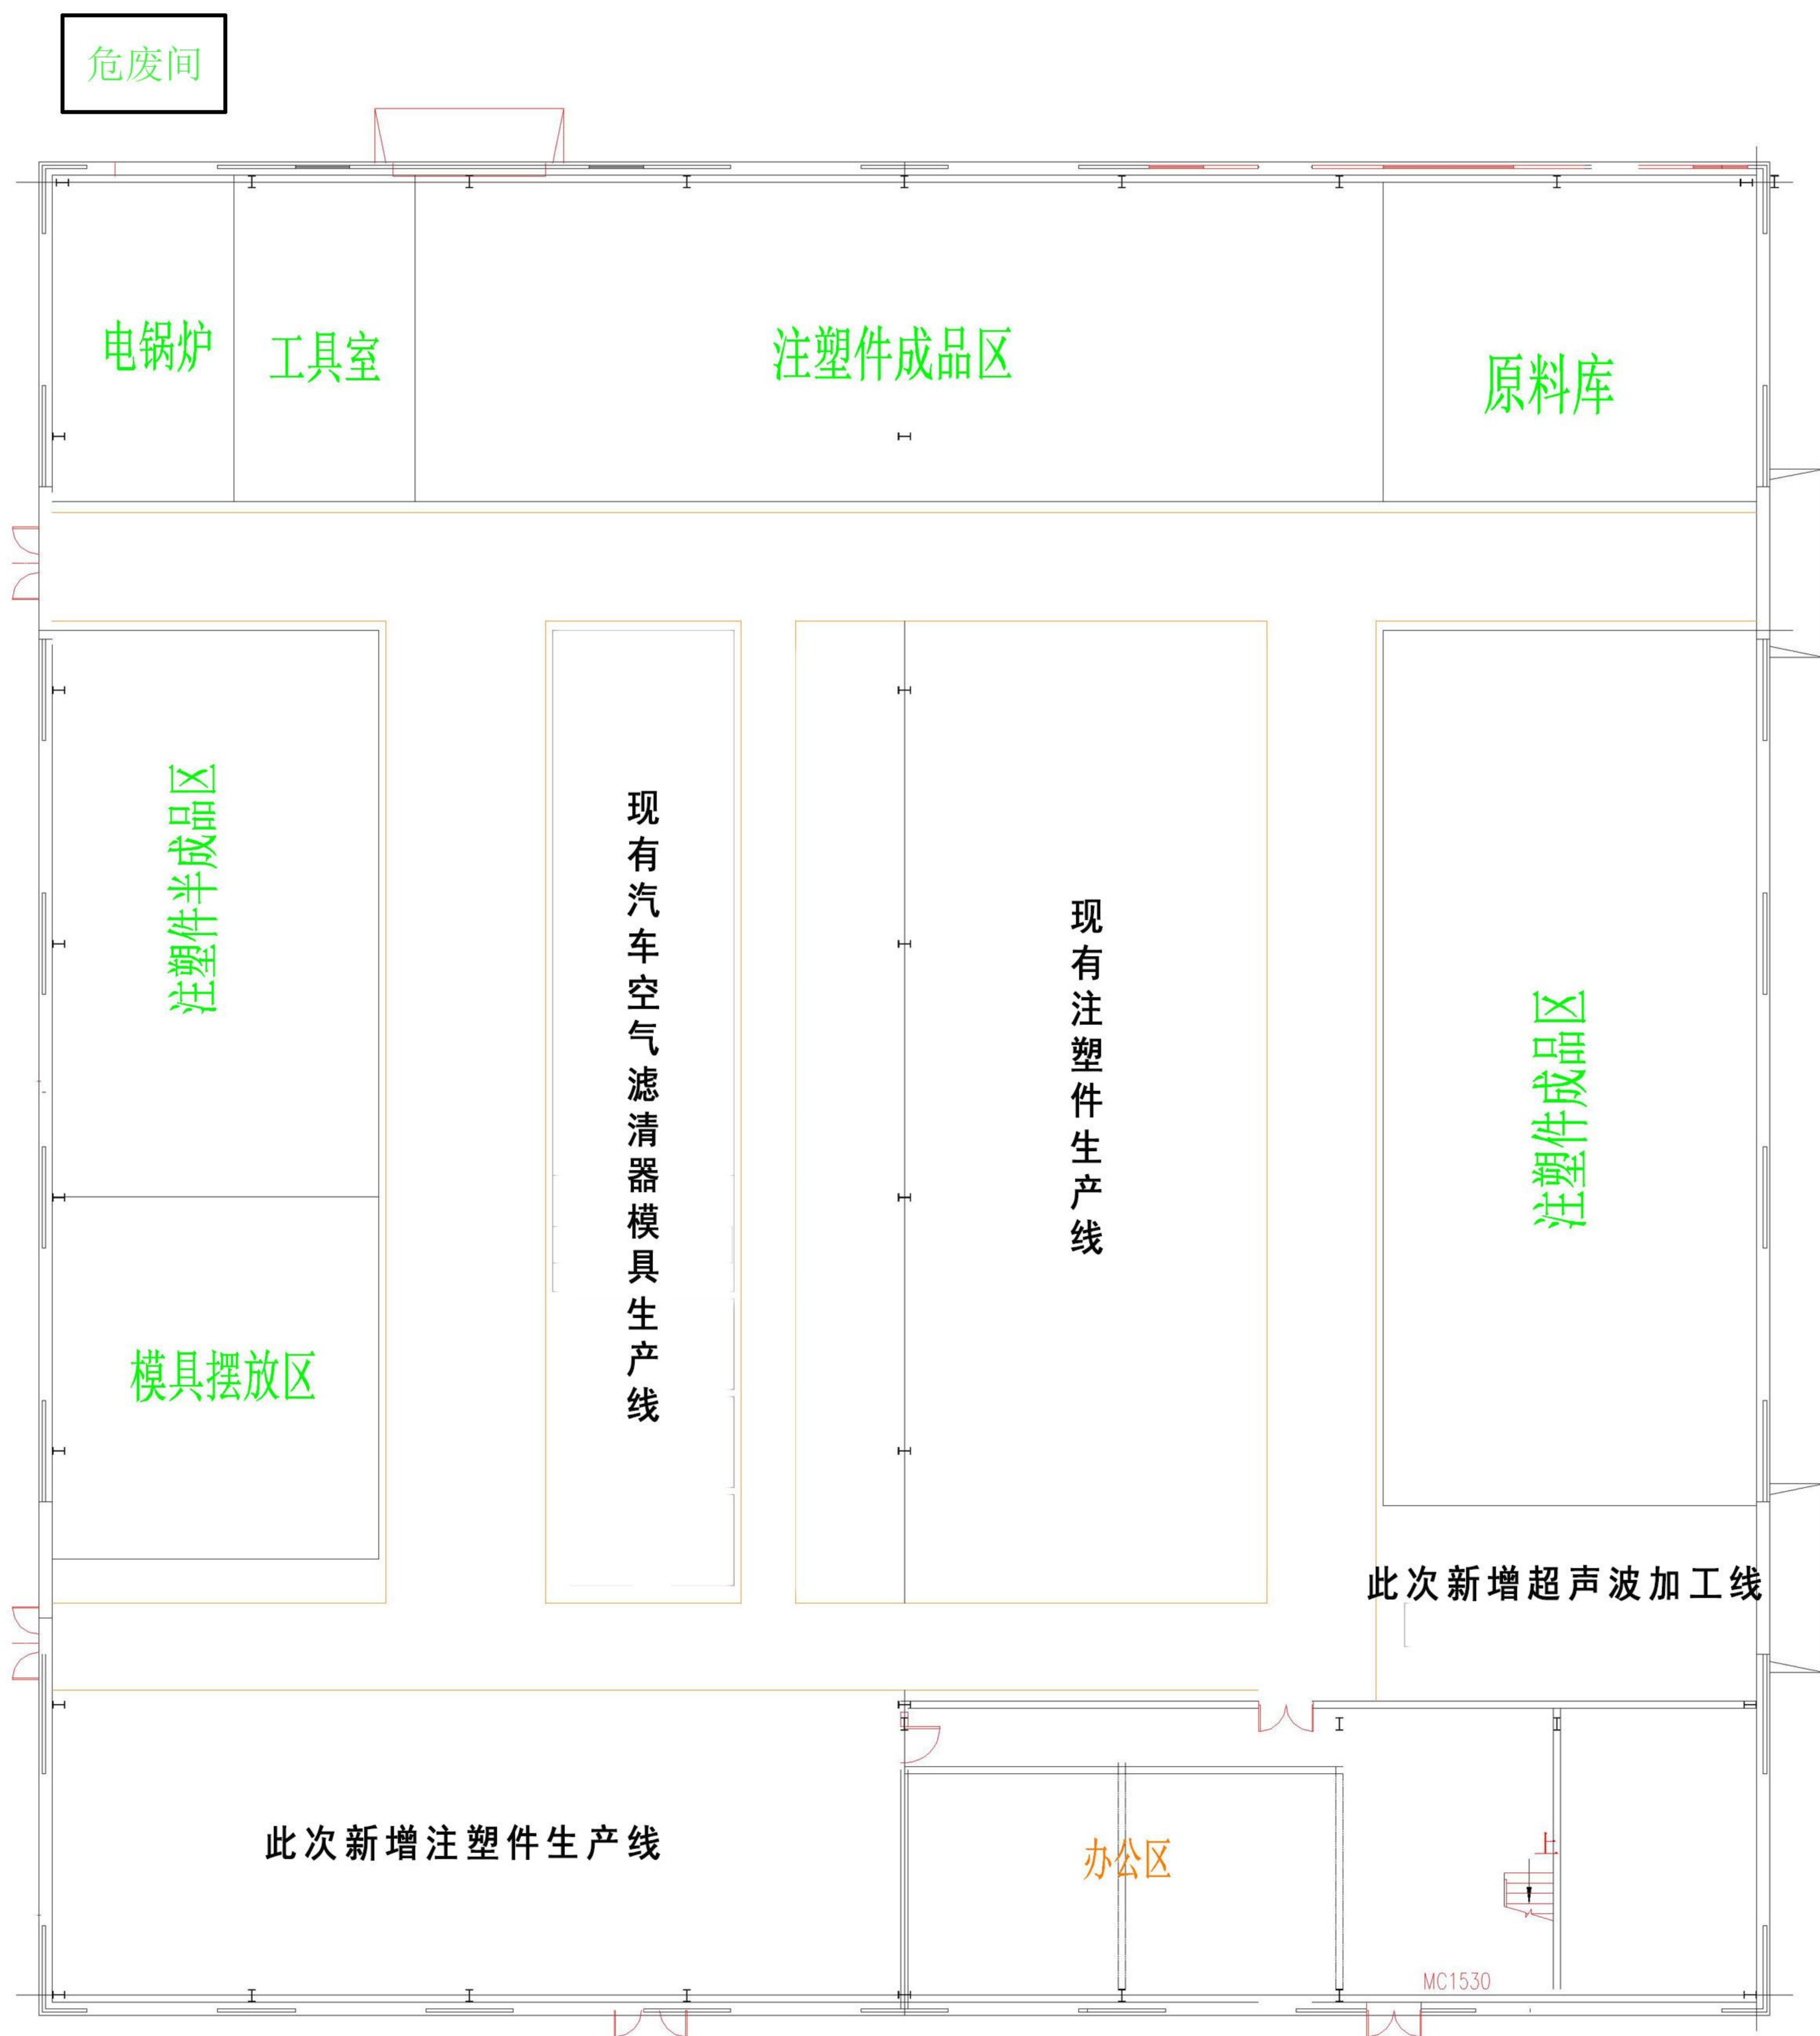 危废间
电锅炉
工具室
注塑件成品区
原料库
注塑件半成品区
现有汽车空气滤清器模具生产线
现有注塑件生产线
注塑件成品区
模具摆放区
此次新增超声波加工线
此次新增注塑件生产线
办公区
上
MC1530